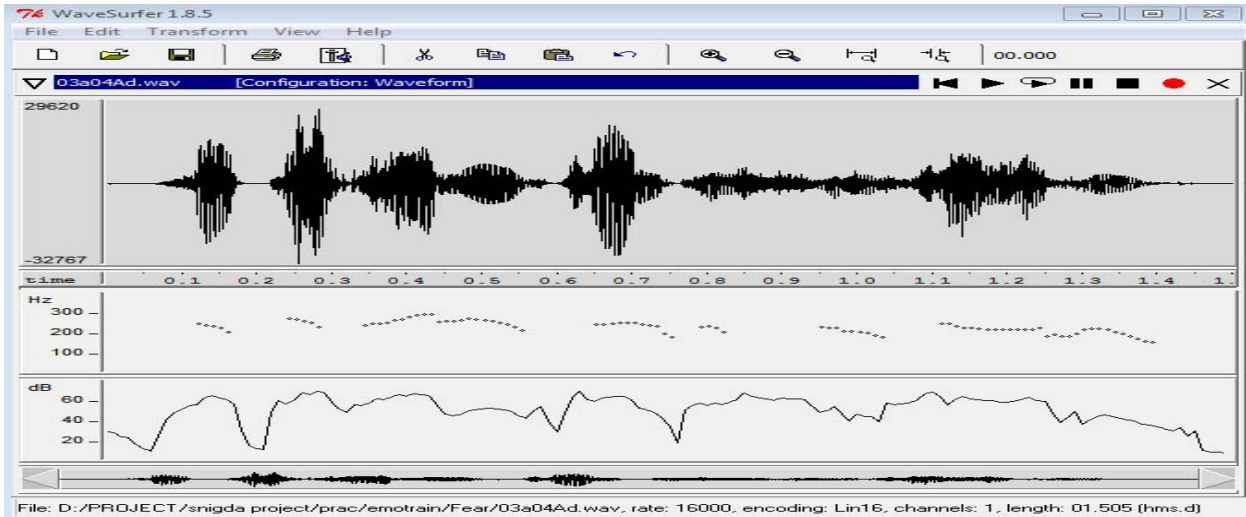 WaveSurfer 1.8.5
File Edit Transform View Help
00.000
03a04Ad.wav [Configuration: Waveform]
29620
-32767
time 0.1 0.2 0.3 0.4 0.5 0.6 0.7 0.8 0.9 1.0 1.1 1.2 1.3 1.4 1.
Hz
300
200
100
dB
60
40
20
File: D:/PROJECT/snigda project/prac/emotrain/Fear/03a04Ad.wav, rate: 16000, encoding: Lin16, channels: 1, length: 01.505 (hms.d)